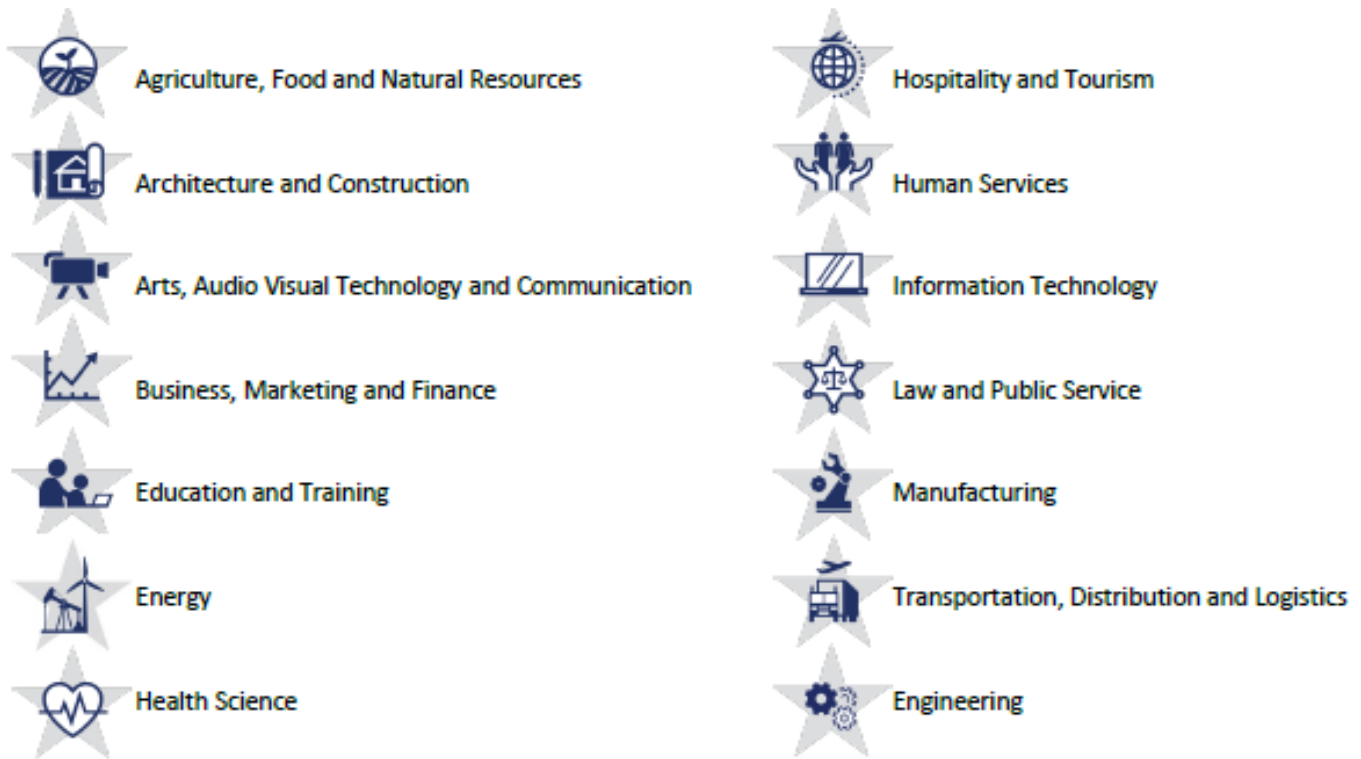 Agriculture, Food and Natural Resources
Architecture and Construction
Arts, Audio Visual Technology and Communication
Business, Marketing and Finance
Education and Training
Energy
Health Science
Hospitality and Tourism
Human Services
Information Technology
Law and Public Service
Manufacturing
Transportation, Distribution and Logistics
Engineering